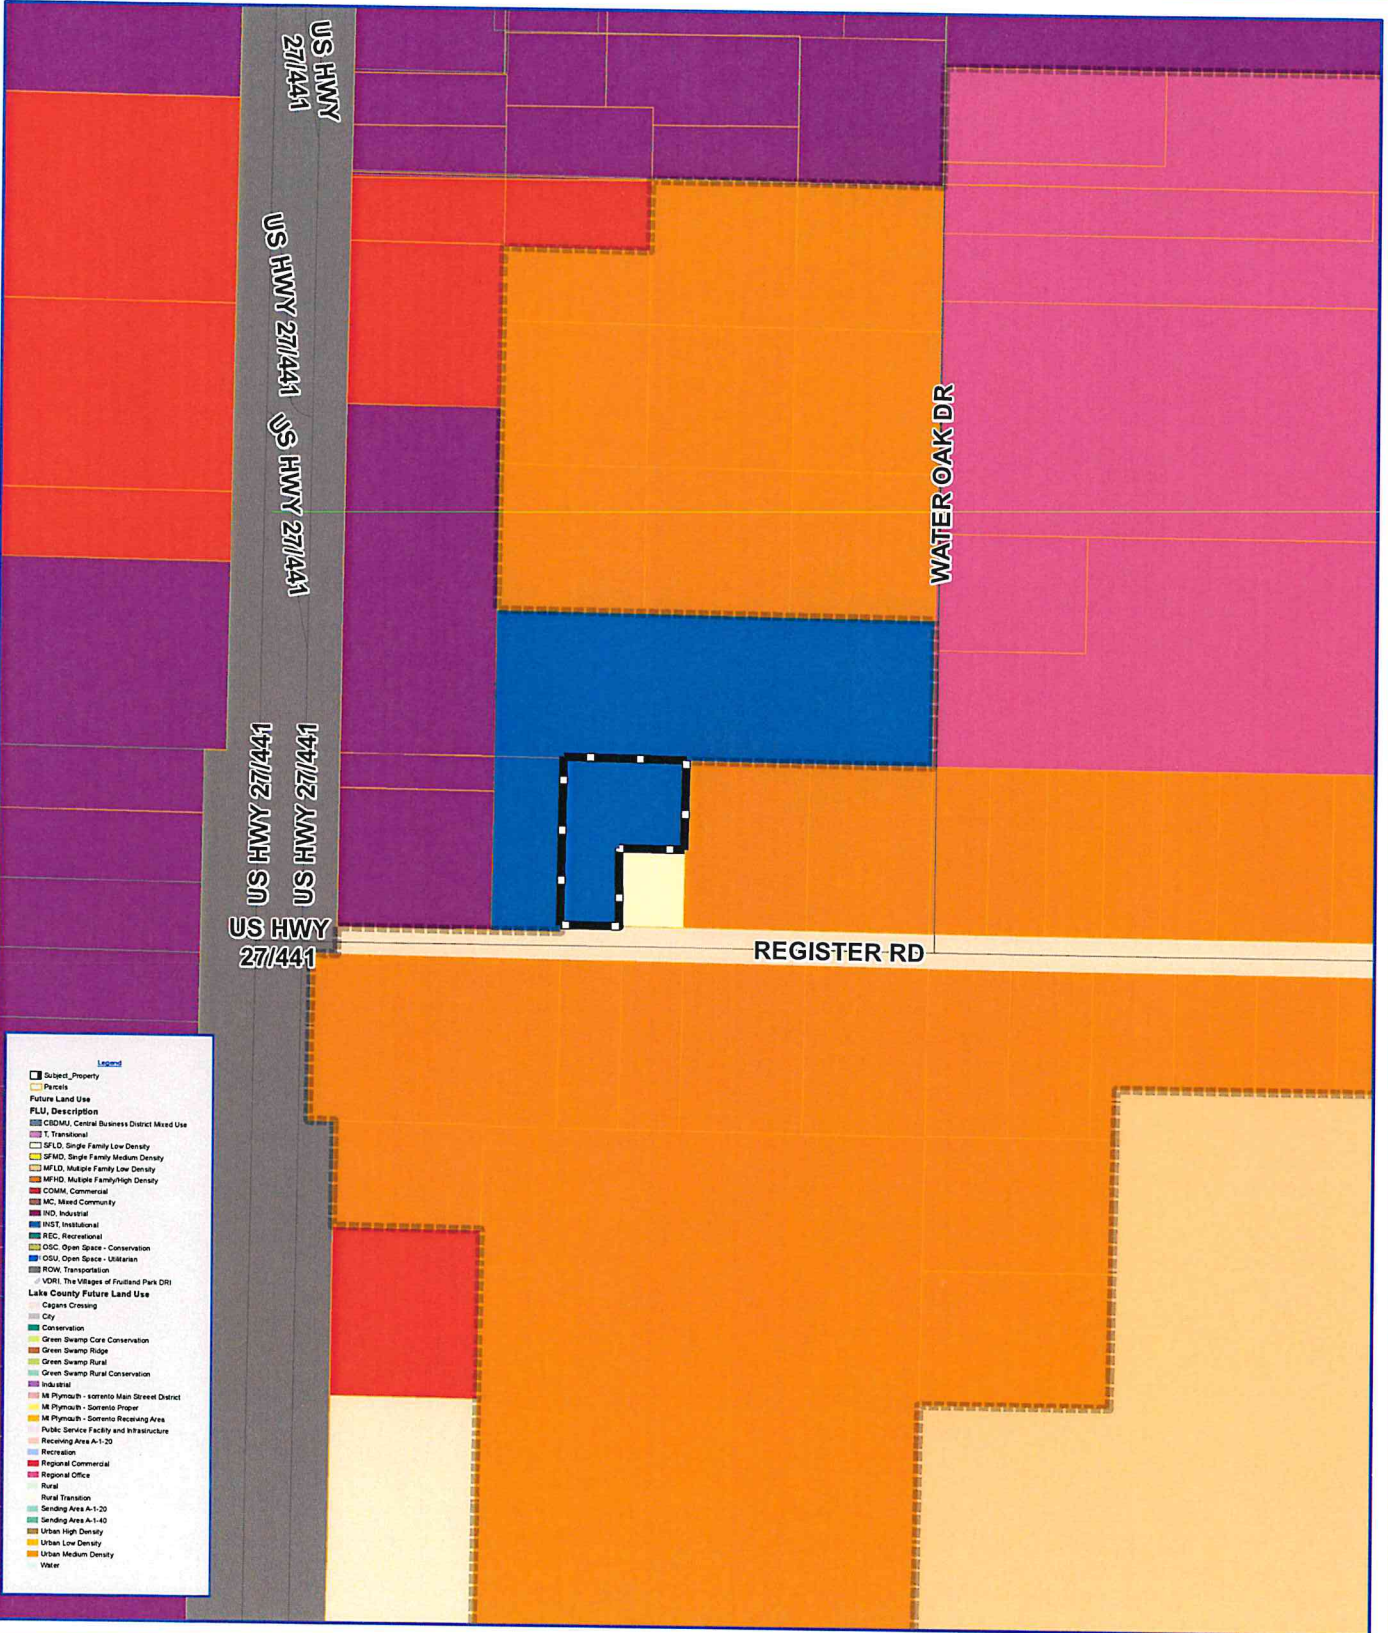 US HWY
27/441
US HWY 27/441
US HWY 27/441
WATER OAK DR
US HWY 27/441
US HWY 27/441
US HWY
27/441
REGISTER RD
Legend
Subject_Property
Parcels
Future Land Use
FLU, Description
CBDMU, Central Business District Mixed Use
T, Transitional
SFLD, Single Family Low Density
SFMD, Single Family Medium Density
MFLD, Multiple Family Low Density
MFHD, Multiple Family/High Density
COMM, Commercial
MC, Mixed Community
IND, Industrial
INST, Institutional
REC, Recreational
OSC, Open Space - Conservation
OSU, Open Space - Utilitarian
ROW, Transportation
VDRI, The Villages of Fruitland Park DRI
Lake County Future Land Use
Cagans Crossing
City
Conservation
Green Swamp Core Conservation
Green Swamp Ridge
Green Swamp Rural
Green Swamp Rural Conservation
Industrial
Mt Plymouth - sorrento Main Streeet District
Mt Plymouth - Sorrento Proper
Mt Plymouth - Sorrento Receiving Area
Public Service Facility and Infrastructure
Receiving Area A-1-20
Recreation
Regional Commercial
Regional Office
Rural
Rural Transition
Sending Area A-1-20
Sending Area A-1-40
Urban High Density
Urban Low Density
Urban Medium Density
Water